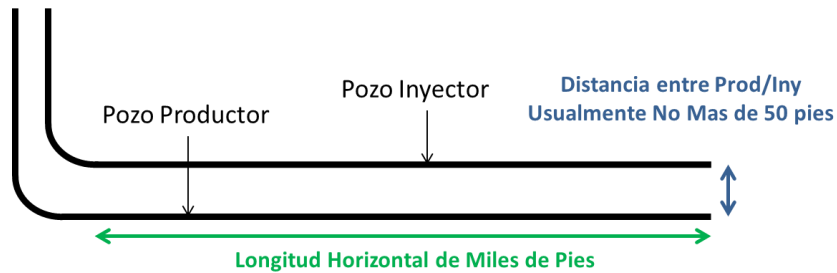 Distancia entre Prod/Iny
Usualmente No Mas de 50 pies
Pozo Inyector
Pozo Productor
Longitud Horizontal de Miles de Pies